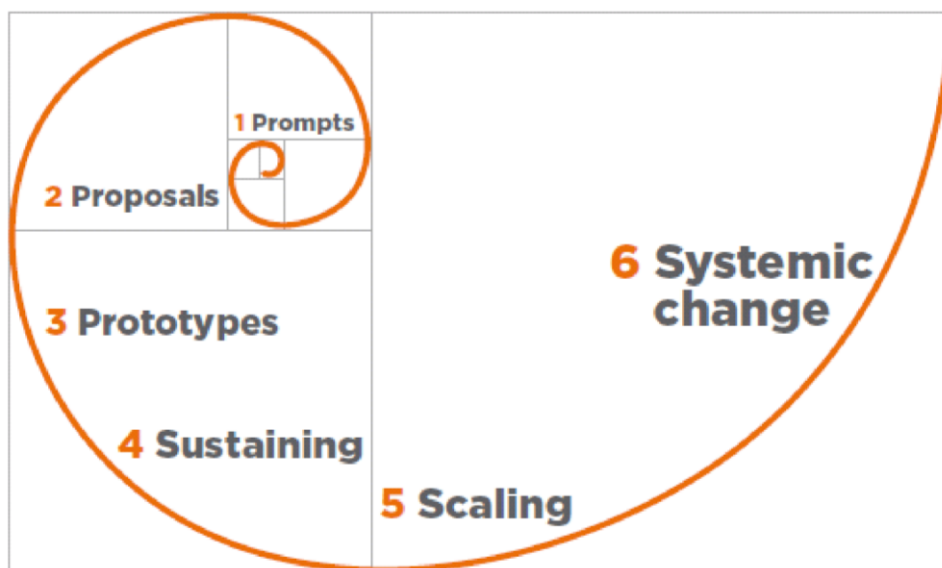 1 Prompts
2 Proposals
3 Prototypes
4 Sustaining
5 Scaling
6 Systemic
change